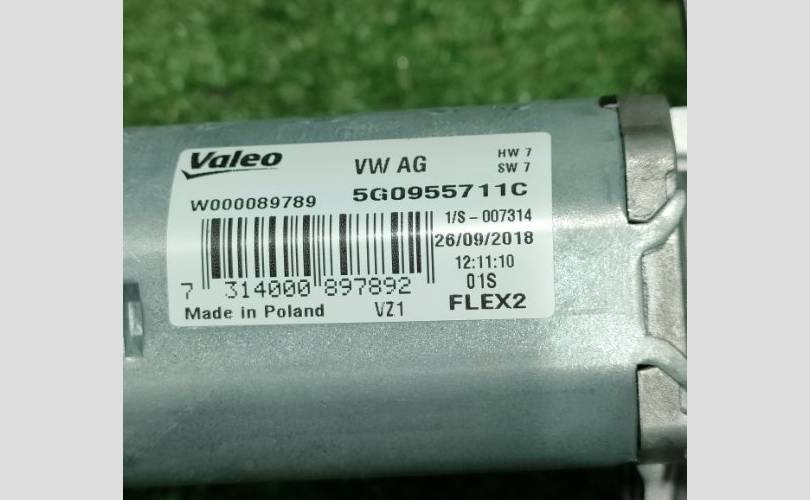 Valeo
VW AG
HW 7
SW 7
W000089789
5G0955711C
1/S-007314
26/09/2018
12:11:10
01S
7 314000 897892
Made in Poland
VZ1
FLEX2